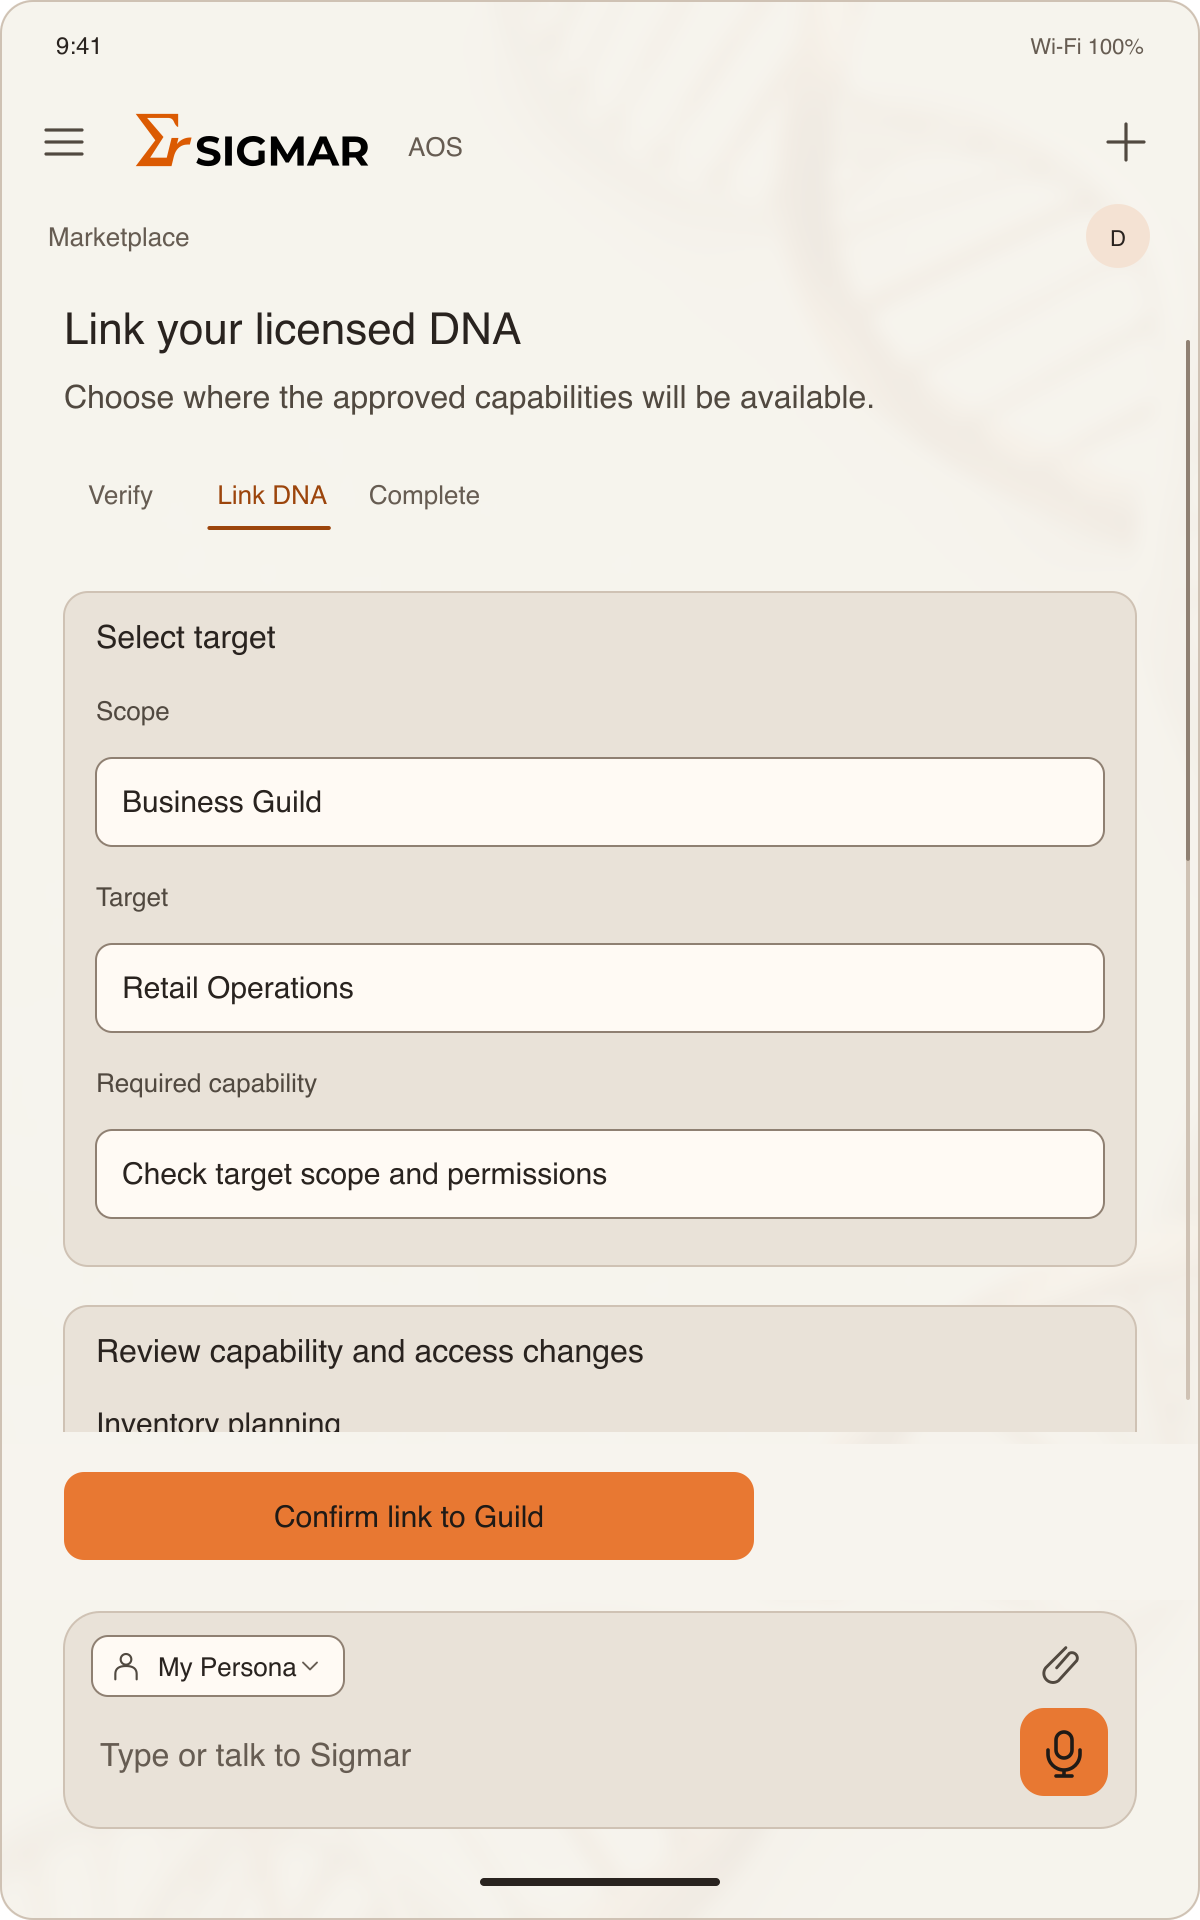 9:41
Wi-Fi 100%
Σr SIGMAR AOS
Marketplace
D
Link your licensed DNA
Choose where the approved capabilities will be available.
Verify Link DNA Complete
Select target
Scope
Business Guild
Target
Retail Operations
Required capability
Check target scope and permissions
Review capability and access changes
Inventory planning
Confirm link to Guild
My Persona
Type or talk to Sigmar